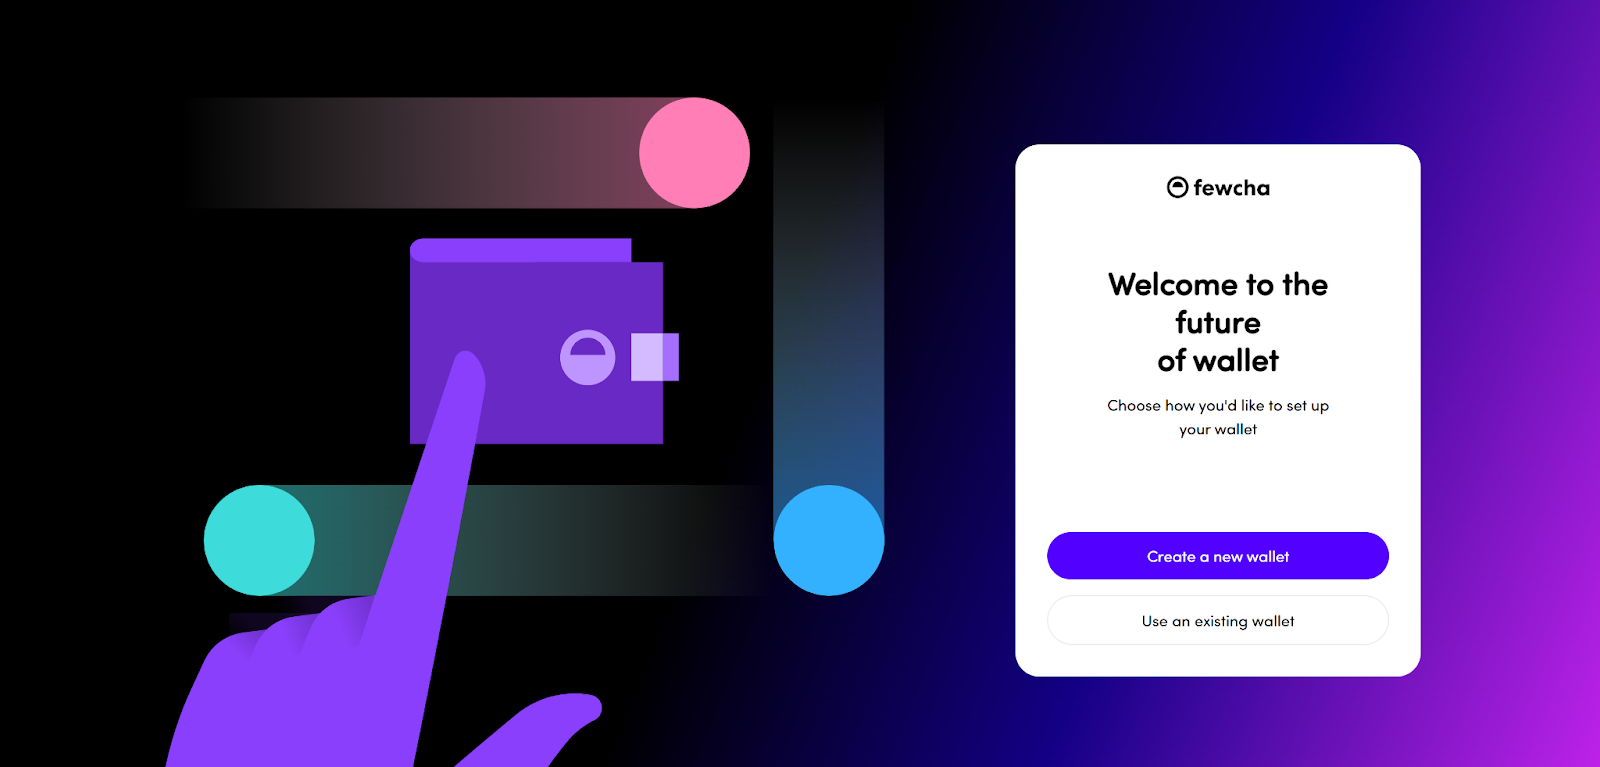 fewcha
Welcome to the
future
of wallet
Choose how you'd like to set up
your wallet
Create a new wallet
Use an existing wallet